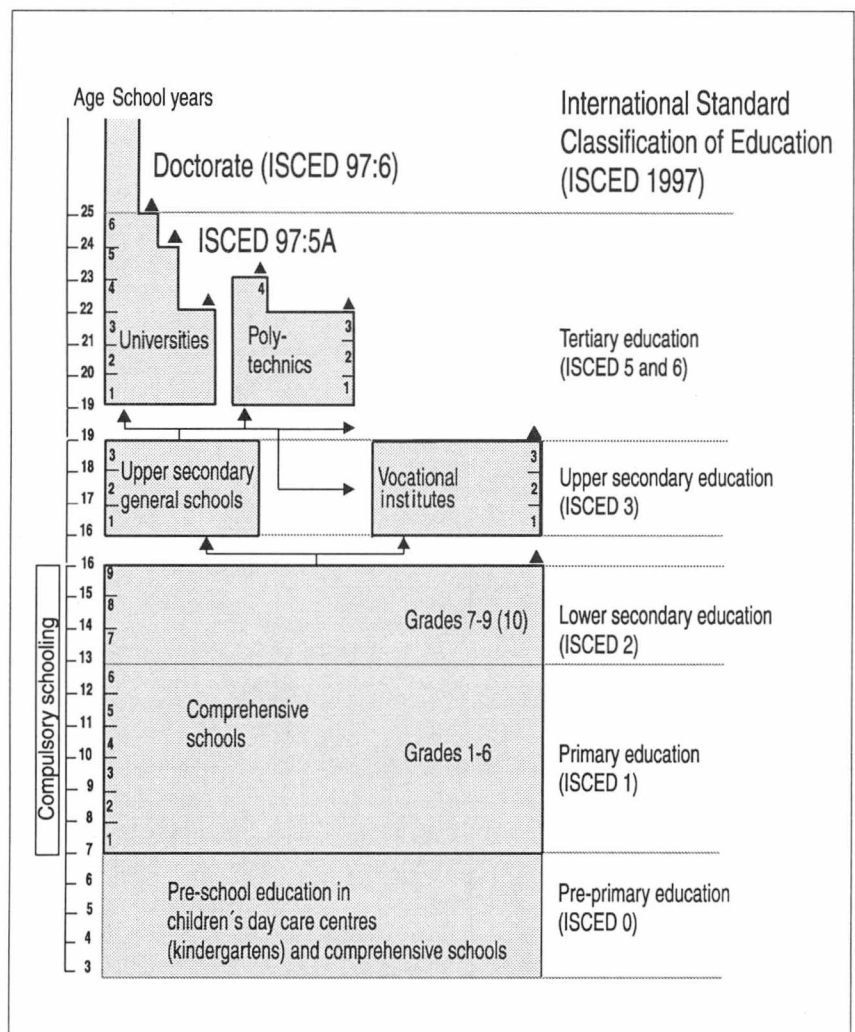 Age School years
International Standard
Classification of Education
(ISCED 1997)
Doctorate (ISCED 97:6)
25
6
ISCED 97:5A
24
5
23
4
4
22
3
Universities
Poly-
technics
3
21
2
2
Tertiary education
(ISCED 5 and 6)
20
1
1
19
19
3
Upper secondary
general schools
Vocational
institutes
3
18
2
2
Upper secondary education
(ISCED 3)
17
1
1
16
16
9
15
8
Grades 7-9 (10)
Lower secondary education
(ISCED 2)
14
7
13
6
12
5
Comprehensive
schools
11
4
Grades 1-6
Primary education
(ISCED 1)
10
3
9
2
8
1
7
Compulsory schooling
6
Pre-school education in
children´s day care centres
(kindergartens) and comprehensive schools
Pre-primary education
(ISCED 0)
5
4
3